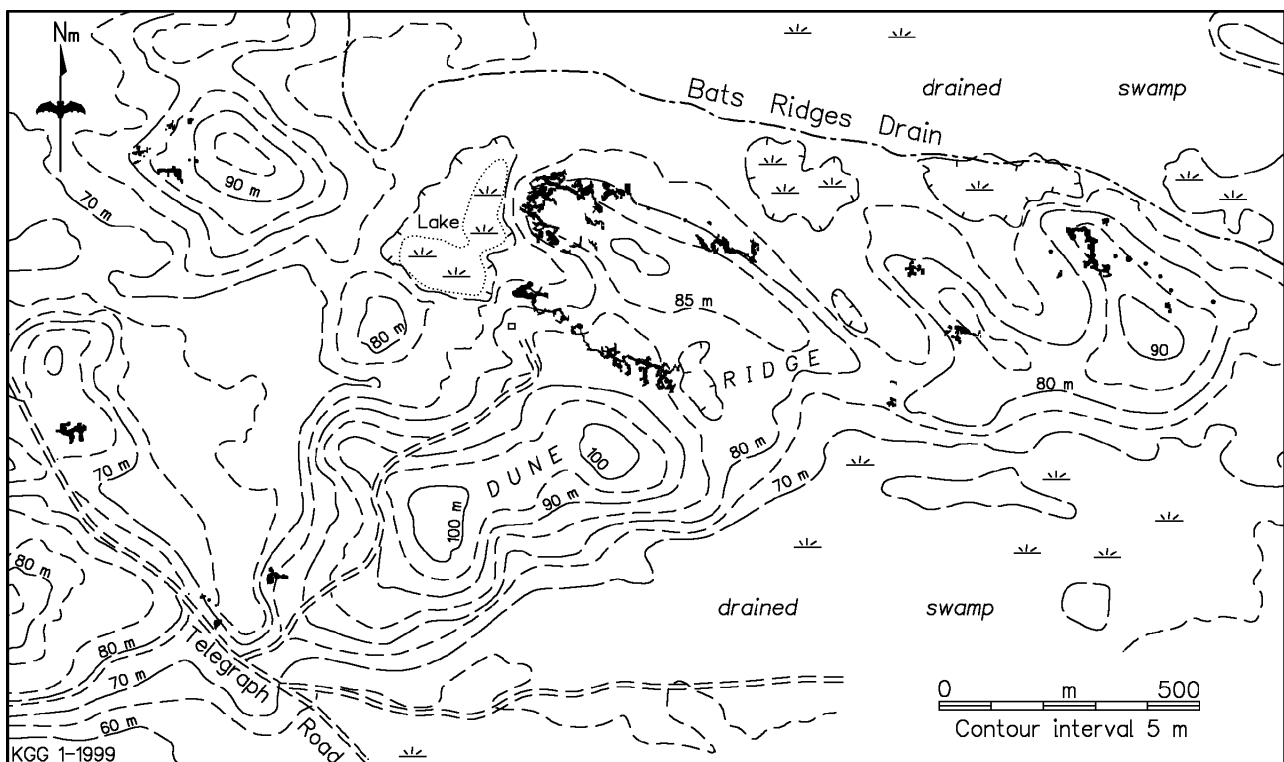 Nm
drained swamp
Bats Ridges Drain
90 m
70 m
Lake
85 m
80 m
RIDGE
90
80 m
70 m
80 m
100
DUNE
70 m
90 m
100 m
80 m
drained swamp
80 m
Telegraph Road
70 m
60 m
0 m 500
Contour interval 5 m
KGG 1-1999